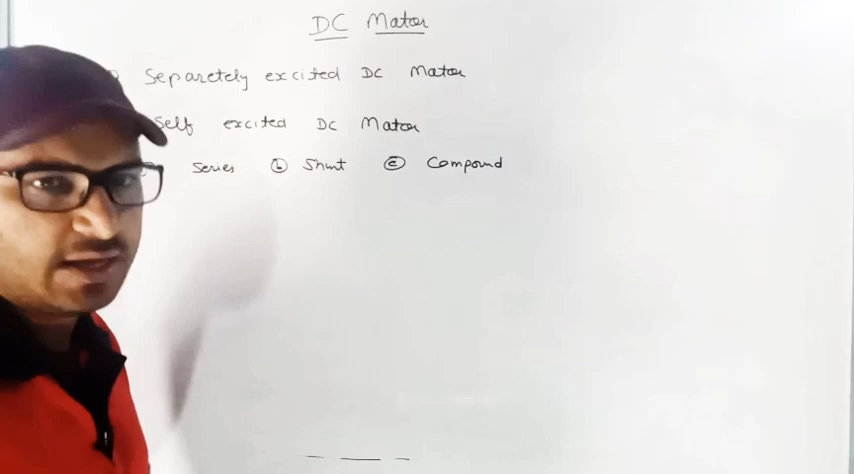 DC Motor
Separetely excited DC Motor
Self excited DC Motor
Series ⓑ Shunt ⓒ Compound